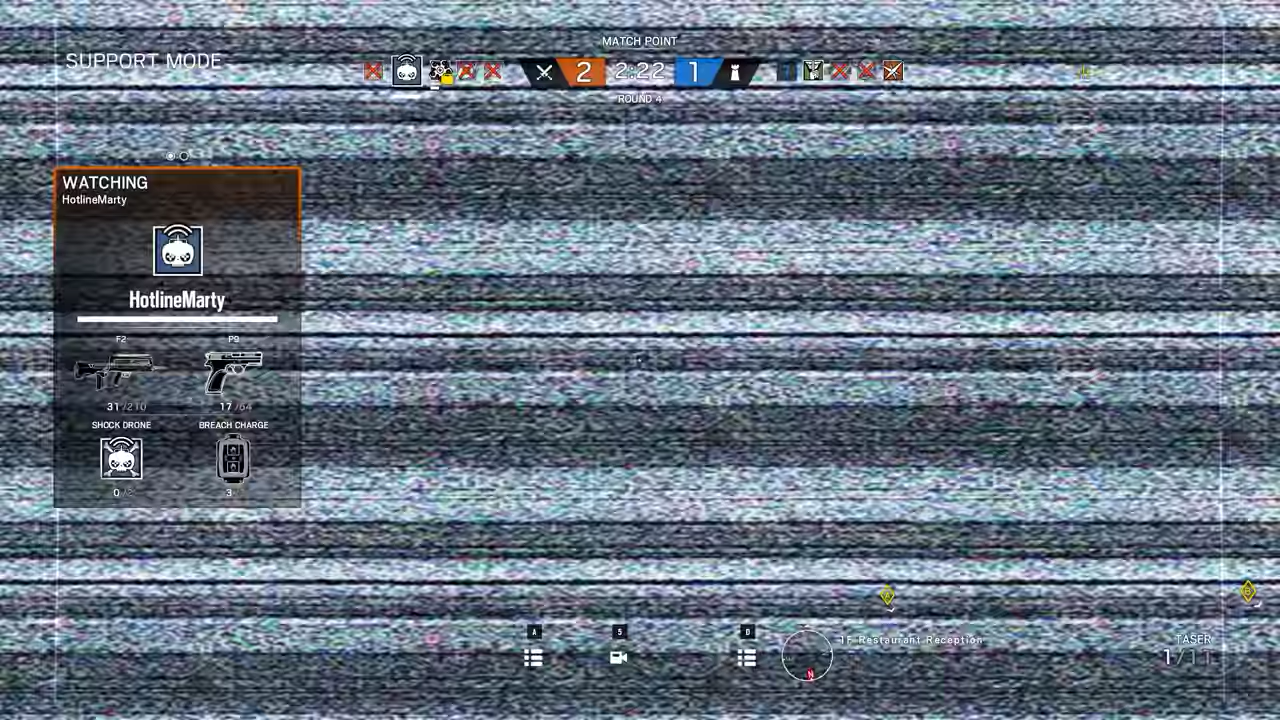 MATCH POINT
SUPPORT MODE
2 2:22 1
ROUND 4
WATCHING
HotlineMarty
HotlineMarty
F2 P9
31/210 17/64
SHOCK DRONE BREACH CHARGE
0 3
A S D
1F Restaurant Reception
N
TASER
1/11
A
B